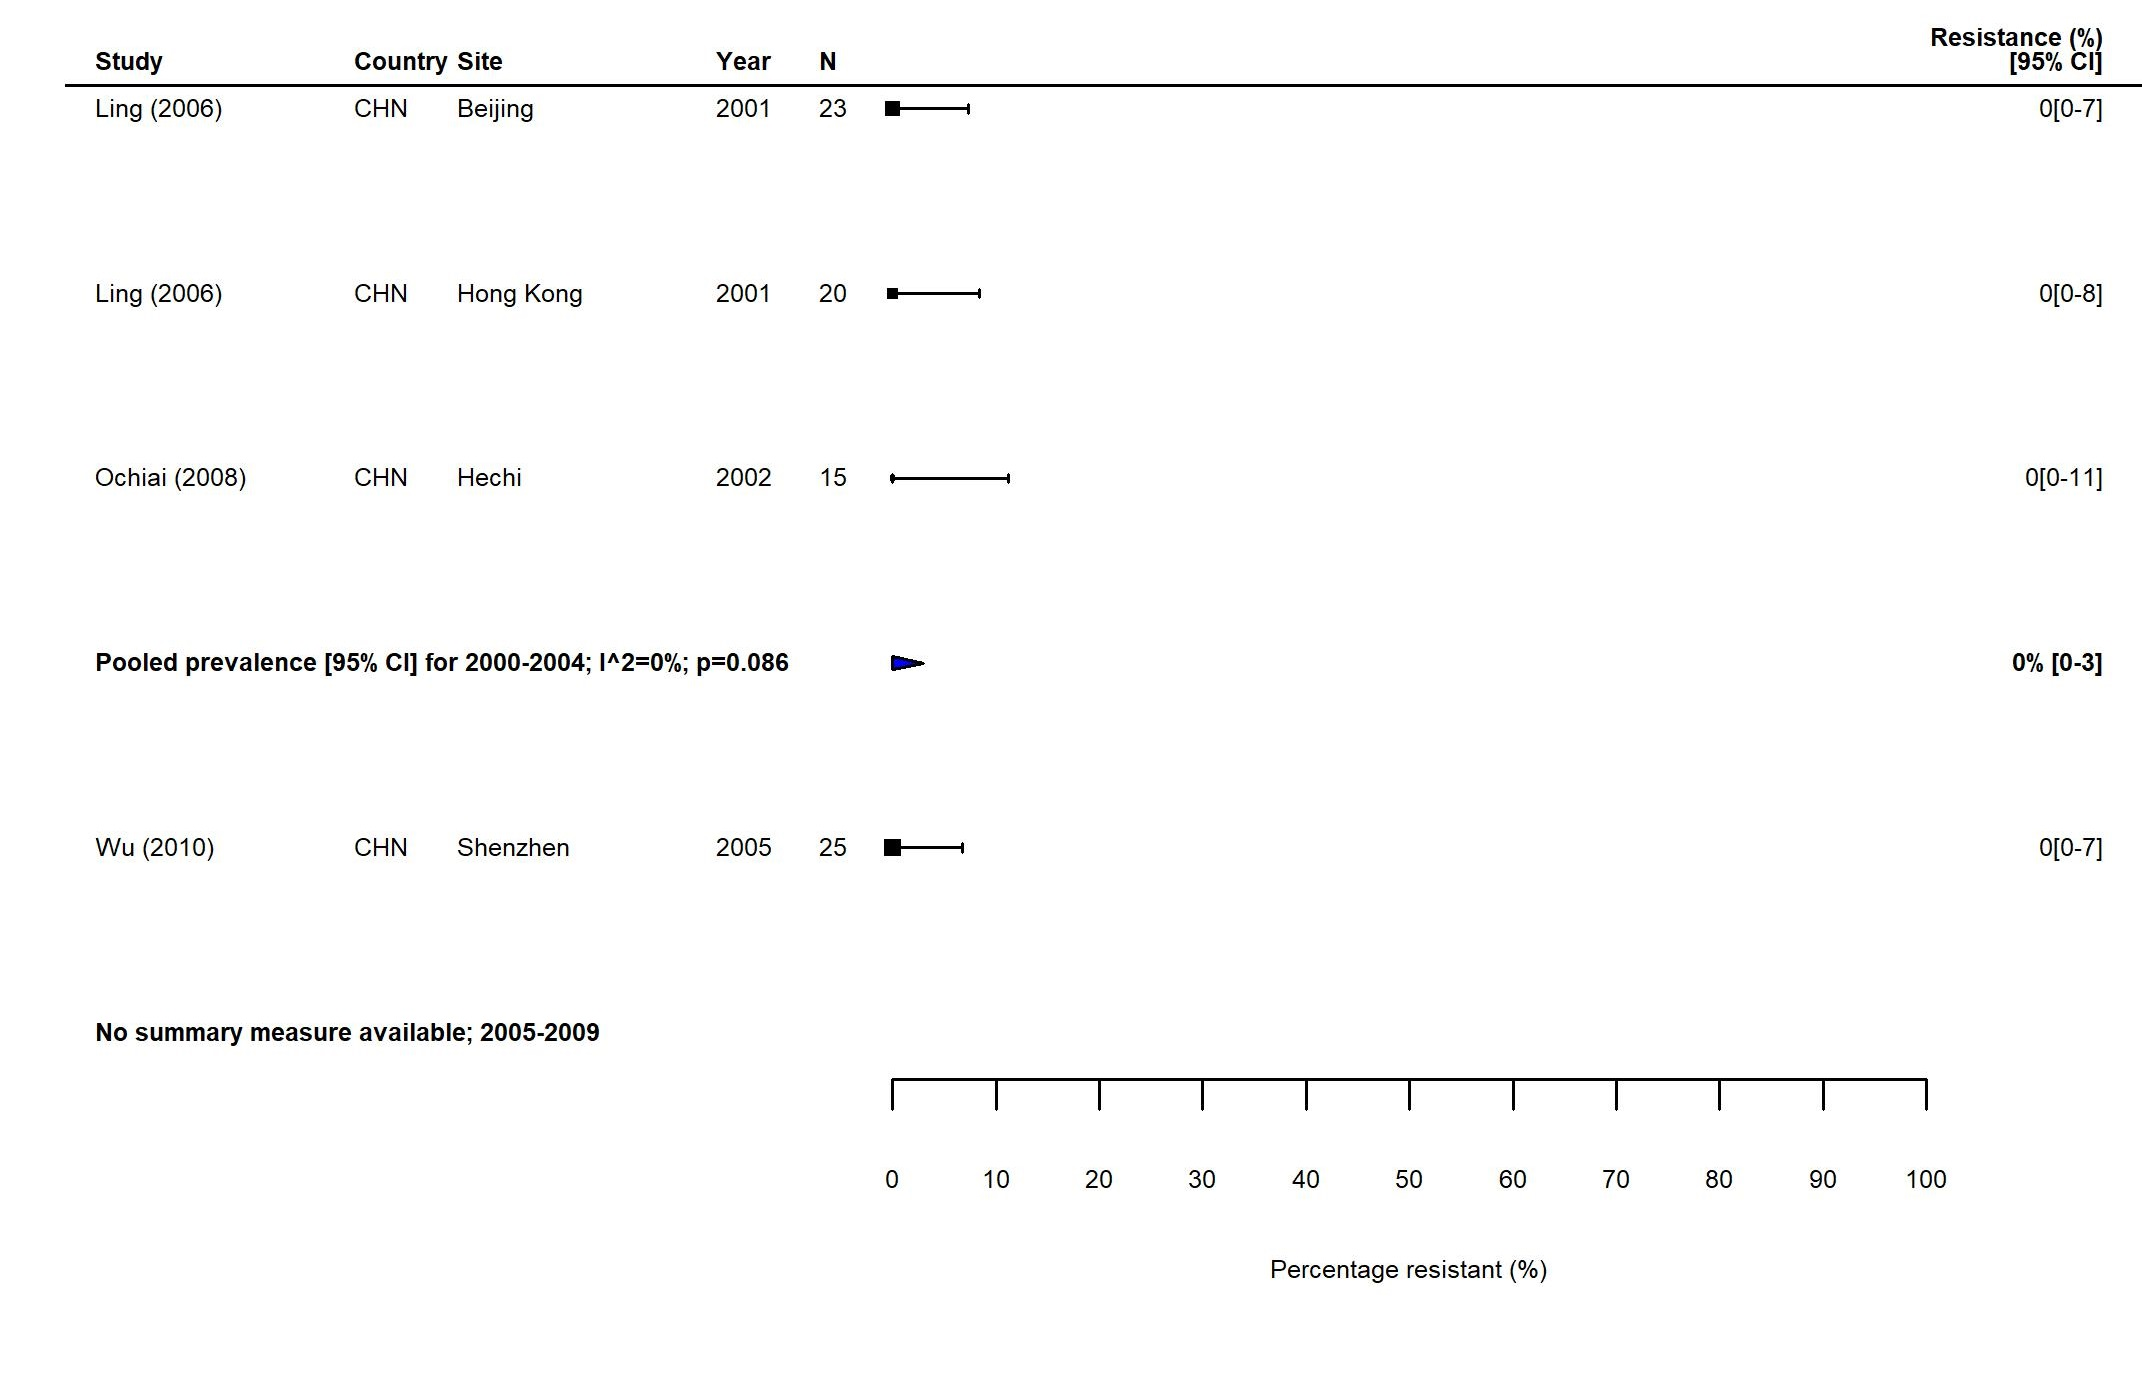 Resistance (%)
Study Country Site Year N [95% CI]
Ling (2006) CHN Beijing 2001 23 0[0-7]
Ling (2006) CHN Hong Kong 2001 20 0[0-8]
Ochiai (2008) CHN Hechi 2002 15 0[0-11]
Pooled prevalence [95% CI] for 2000-2004; I^2=0%; p=0.086 0% [0-3]
Wu (2010) CHN Shenzhen 2005 25 0[0-7]
No summary measure available; 2005-2009
0 10 20 30 40 50 60 70 80 90 100
Percentage resistant (%)